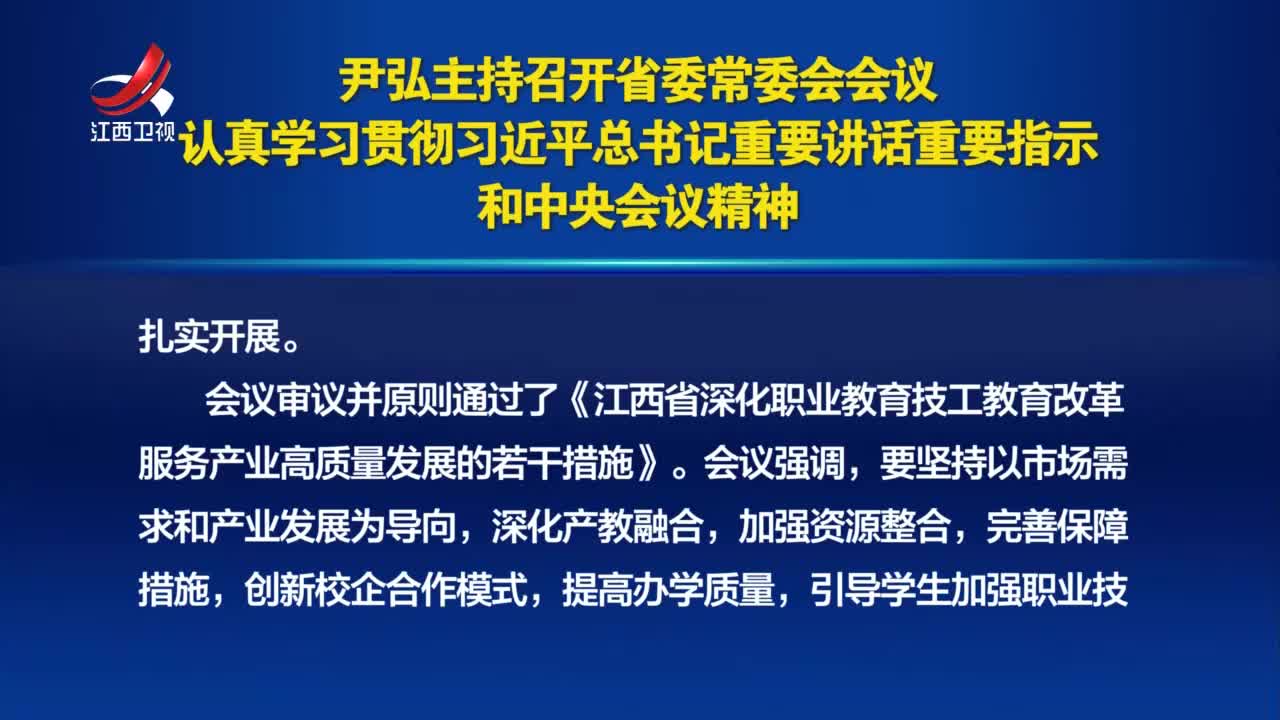 尹弘主持召开省委常委会会议
江西卫视
认真学习贯彻习近平总书记重要讲话重要指示
和中央会议精神
扎实开展。
会议审议并原则通过了《江西省深化职业教育技工教育改革
服务产业高质量发展的若干措施》。会议强调，要坚持以市场需
求和产业发展为导向，深化产教融合，加强资源整合，完善保障
措施，创新校企合作模式，提高办学质量，引导学生加强职业技